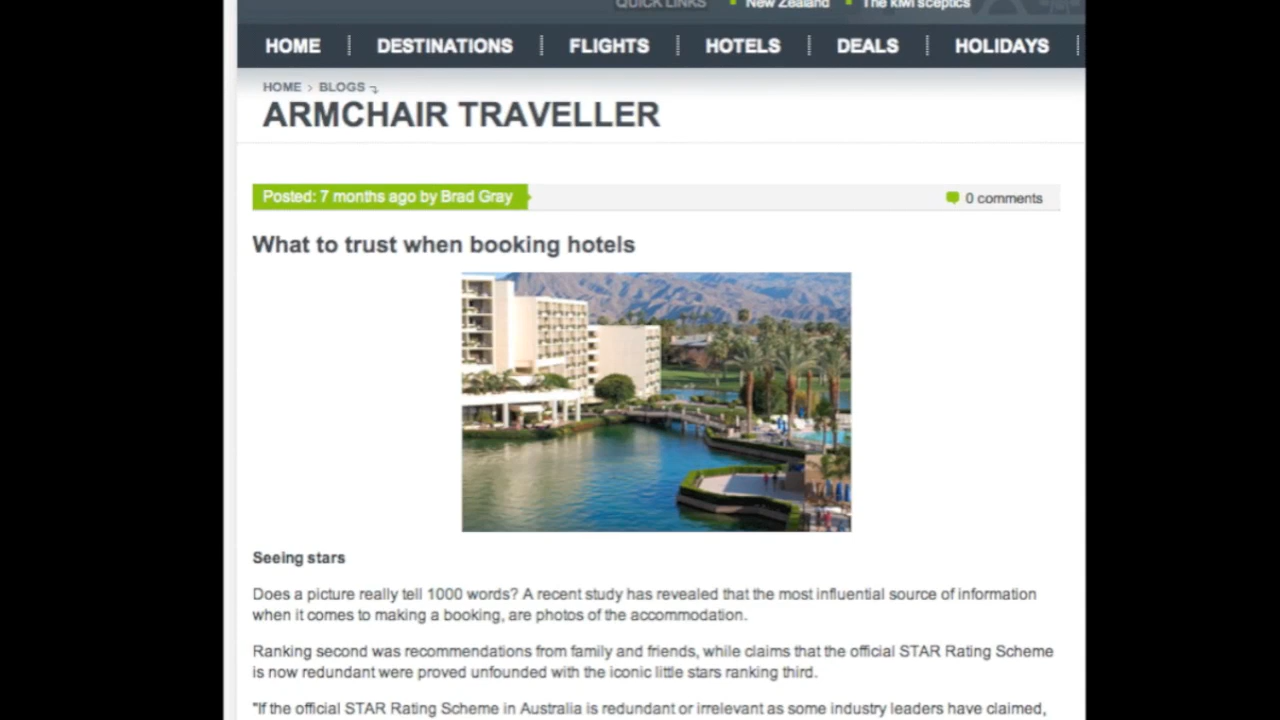 QUICK LINKS New Zealand The kiwi sceptics
HOME DESTINATIONS FLIGHTS HOTELS DEALS HOLIDAYS
HOME > BLOGS
ARMCHAIR TRAVELLER
Posted: 7 months ago by Brad Gray 0 comments
What to trust when booking hotels
Seeing stars
Does a picture really tell 1000 words? A recent study has revealed that the most influential source of information
when it comes to making a booking, are photos of the accommodation.
Ranking second was recommendations from family and friends, while claims that the official STAR Rating Scheme
is now redundant were proved unfounded with the iconic little stars ranking third.
"If the official STAR Rating Scheme in Australia is redundant or irrelevant as some industry leaders have claimed,